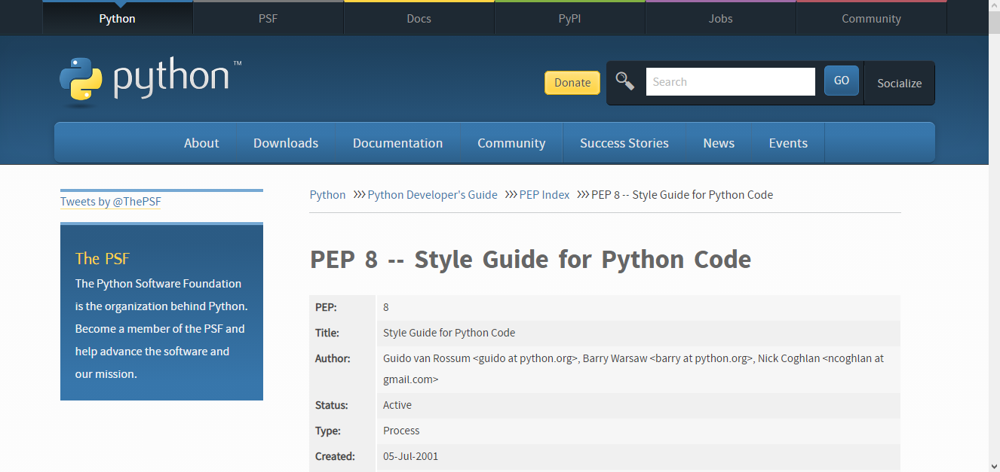 Python PSF Docs PyPI Jobs Community
python™
Donate Search GO Socialize
About Downloads Documentation Community Success Stories News Events
Tweets by @ThePSF
The PSF
The Python Software Foundation
is the organization behind Python.
Become a member of the PSF and
help advance the software and
our mission.
Python >>> Python Developer's Guide >>> PEP Index >>> PEP 8 -- Style Guide for Python Code
PEP 8 -- Style Guide for Python Code
PEP: 8
Title: Style Guide for Python Code
Author: Guido van Rossum <guido at python.org>, Barry Warsaw <barry at python.org>, Nick Coghlan <ncoghlan at
gmail.com>
Status: Active
Type: Process
Created: 05-Jul-2001